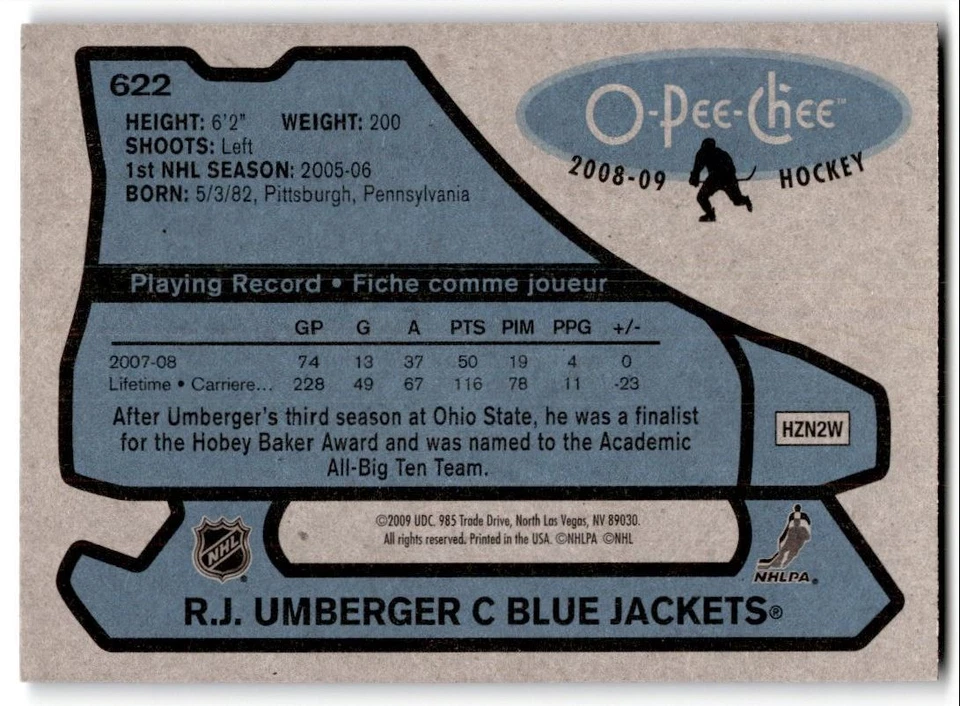 622
HEIGHT: 6'2" WEIGHT: 200
SHOOTS: Left
1st NHL SEASON: 2005-06
BORN: 5/3/82, Pittsburgh, Pennsylvania
O-Pee-Chee™
2008-09 HOCKEY
Playing Record • Fiche comme joueur
GP G A PTS PIM PPG +/-
2007-08 74 13 37 50 19 4 0
Lifetime • Carriere... 228 49 67 116 78 11 -23
After Umberger's third season at Ohio State, he was a finalist
for the Hobey Baker Award and was named to the Academic
All-Big Ten Team.
HZN2W
©2009 UDC. 985 Trade Drive, North Las Vegas, NV 89030.
All rights reserved. Printed in the USA. ©NHLPA ©NHL
NHL®
NHLPA®
R.J. UMBERGER C BLUE JACKETS®